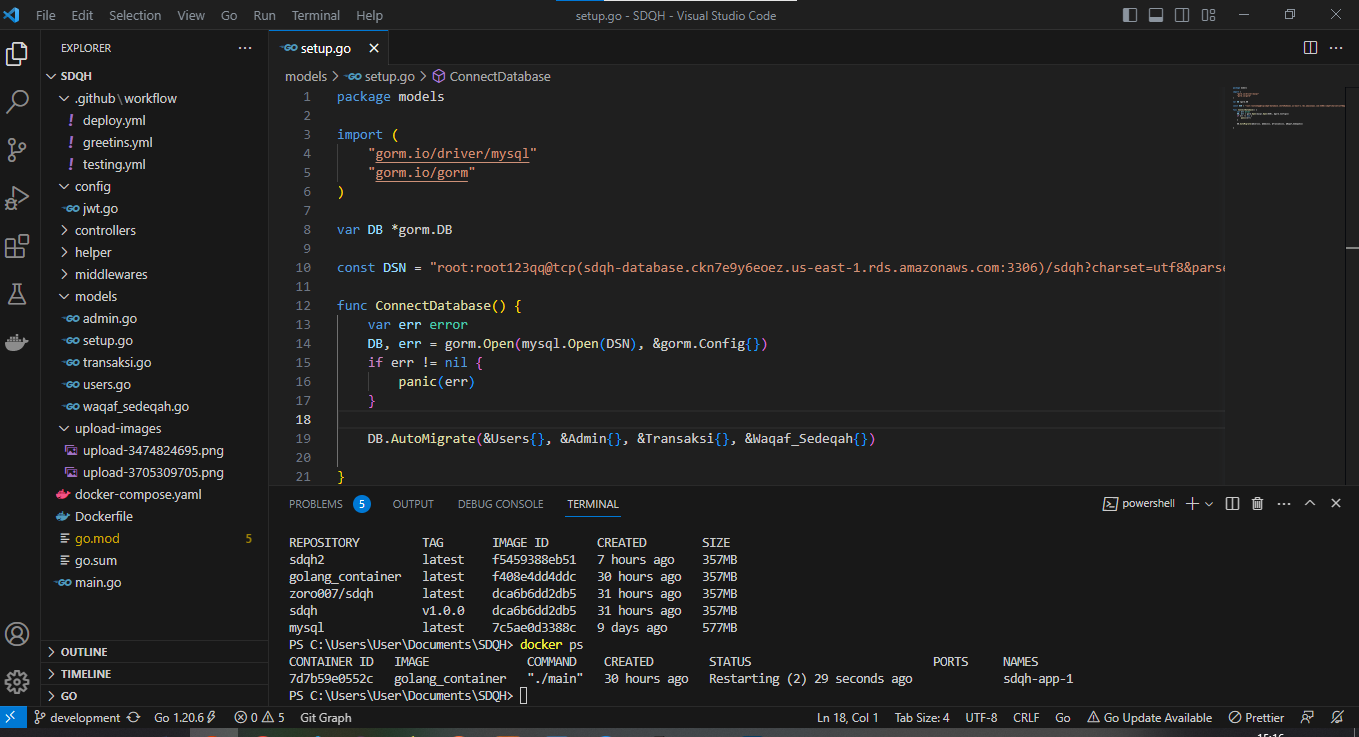 File Edit Selection View Go Run Terminal Help
setup.go - SDQH - Visual Studio Code
EXPLORER
SDQH
.github\workflow
! deploy.yml
! greetins.yml
! testing.yml
config
GO jwt.go
controllers
helper
middlewares
models
GO admin.go
GO setup.go
GO transaksi.go
GO users.go
GO waqaf_sedeqah.go
upload-images
upload-3474824695.png
upload-3705309705.png
docker-compose.yaml
Dockerfile
go.mod 5
go.sum
GO main.go
OUTLINE
TIMELINE
GO
GO setup.go
models > GO setup.go > ConnectDatabase
1 package models
2
3 import (
4 "gorm.io/driver/mysql"
5 "gorm.io/gorm"
6 )
7
8 var DB *gorm.DB
9
10 const DSN = "root:root123qq@tcp(sdqh-database.ckn7e9y6eoez.us-east-1.rds.amazonaws.com:3306)/sdqh?charset=utf8&parse
11
12 func ConnectDatabase() {
13 var err error
14 DB, err = gorm.Open(mysql.Open(DSN), &gorm.Config{})
15 if err != nil {
16 panic(err)
17 }
18
19 DB.AutoMigrate(&Users{}, &Admin{}, &Transaksi{}, &Waqaf_Sedeqah{})
20
21 }
PROBLEMS 5 OUTPUT DEBUG CONSOLE TERMINAL
powershell
REPOSITORY TAG IMAGE ID CREATED SIZE
sdqh2 latest f5459388eb51 7 hours ago 357MB
golang_container latest f408e4dd4ddc 30 hours ago 357MB
zoro007/sdqh latest dca6b6dd2db5 31 hours ago 357MB
sdqh v1.0.0 dca6b6dd2db5 31 hours ago 357MB
mysql latest 7c5ae0d3388c 9 days ago 577MB
PS C:\Users\User\Documents\SDQH> docker ps
CONTAINER ID IMAGE COMMAND CREATED STATUS PORTS NAMES
7d7b59e0552c golang_container "./main" 30 hours ago Restarting (2) 29 seconds ago sdqh-app-1
PS C:\Users\User\Documents\SDQH>
development Go 1.20.6 0 5 Git Graph
Ln 18, Col 1 Tab Size: 4 UTF-8 CRLF Go Go Update Available Prettier